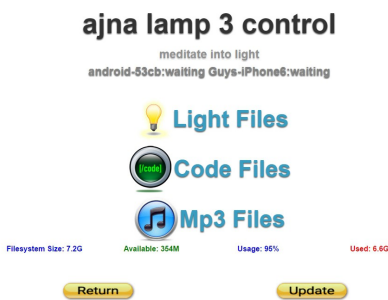 ajna lamp 3 control
meditate into light
android-53cb:waiting Guys-iPhone6:waiting
Light Files
[/code] Code Files
Mp3 Files
Filesystem Size: 7.2G Available: 354M Usage: 95% Used: 6.6G
Return Update